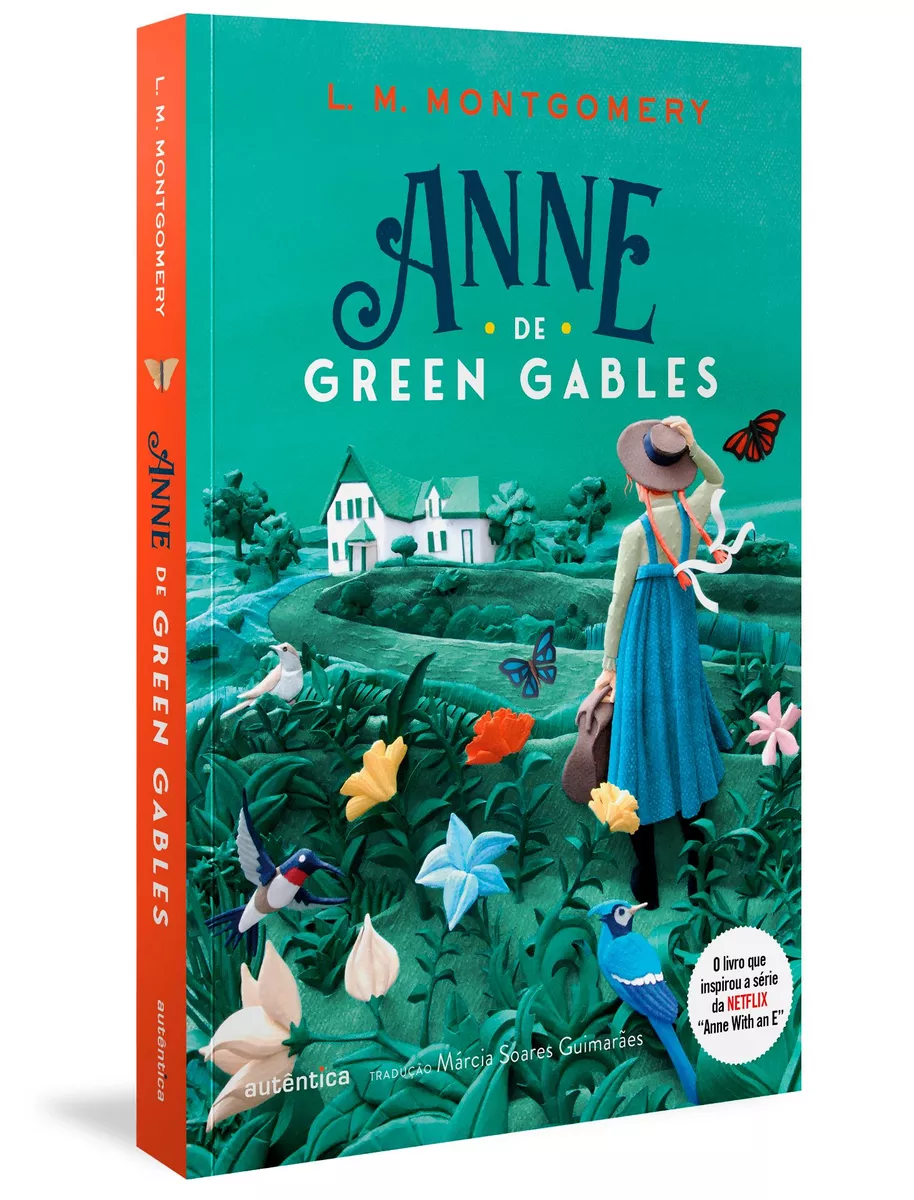 L. M. MONTGOMERY
ANNE
DE
GREEN GABLES
O livro que
inspirou a série
da NETFLIX
“Anne With an E”
autêntica
TRADUÇÃO Márcia Soares Guimarães
L. M. MONTGOMERY
ANNE DE GREEN GABLES
autêntica